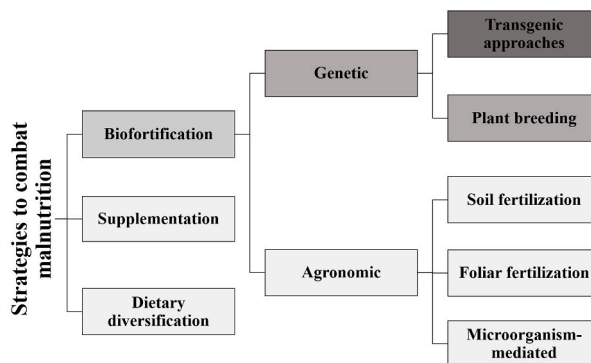 Strategies to combat
malnutrition
Biofortification
Supplementation
Dietary
diversification
Genetic
Agronomic
Transgenic
approaches
Plant breeding
Soil fertilization
Foliar fertilization
Microorganism-
mediated